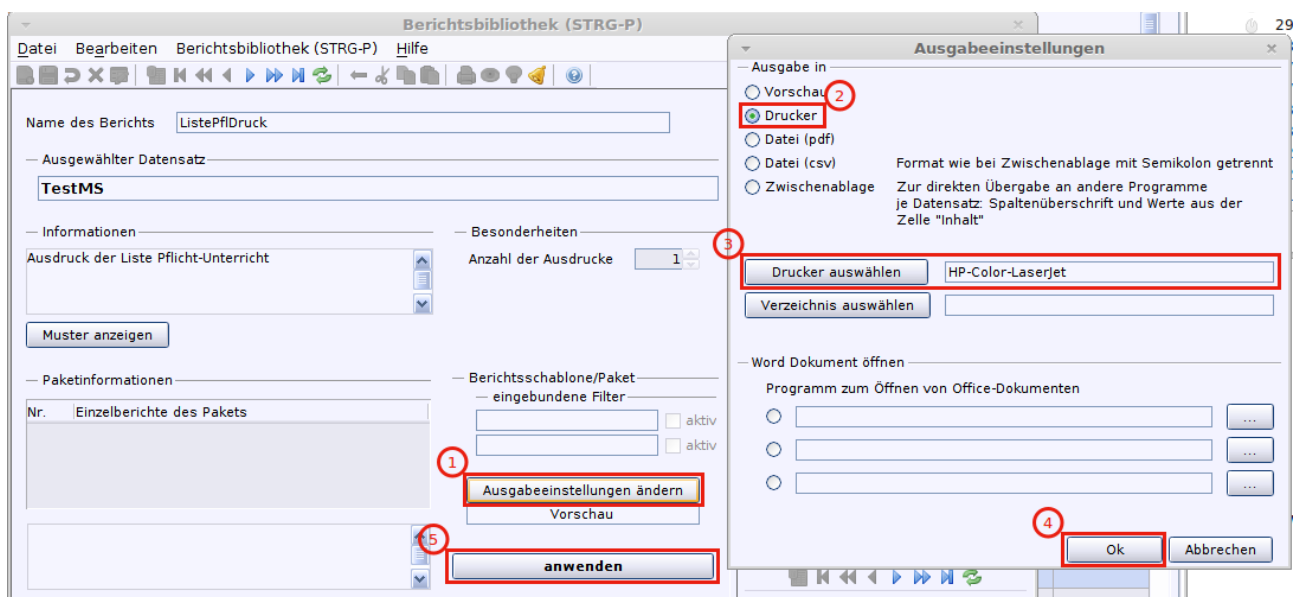 Berichtsbibliothek (STRG-P)
Datei Bearbeiten Berichtsbibliothek (STRG-P) Hilfe
Name des Berichts ListePflDruck
Ausgewählter Datensatz
TestMS
Informationen
Ausdruck der Liste Pflicht-Unterricht
Besonderheiten
Anzahl der Ausdrucke 1
Muster anzeigen
Paketinformationen
Nr. Einzelberichte des Pakets
Berichtsschablone/Paket
eingebundene Filter
aktiv
aktiv
1
Ausgabeeinstellungen ändern
Vorschau
5
anwenden
29
Ausgabeeinstellungen
Ausgabe in
Vorschau
2
Drucker
Datei (pdf)
Datei (csv) Format wie bei Zwischenablage mit Semikolon getrennt
Zwischenablage Zur direkten Übergabe an andere Programme
je Datensatz: Spaltenüberschrift und Werte aus der
Zelle "Inhalt"
3
Drucker auswählen HP-Color-LaserJet
Verzeichnis auswählen
Word Dokument öffnen
Programm zum Öffnen von Office-Dokumenten
...
...
...
4
Ok Abbrechen